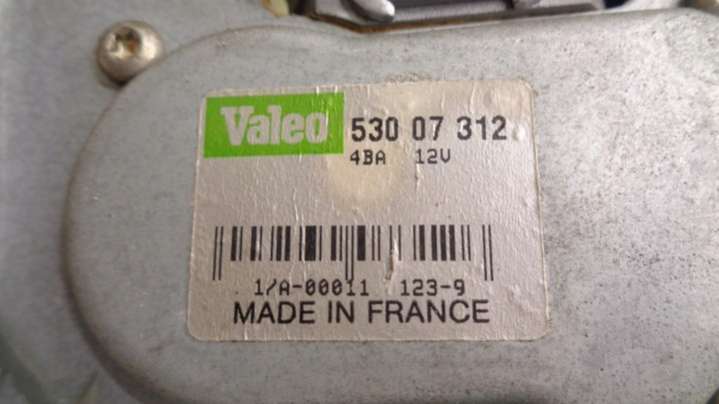 Valeo 530 07 312
4BA 12V
1/A-00011 123-9
MADE IN FRANCE